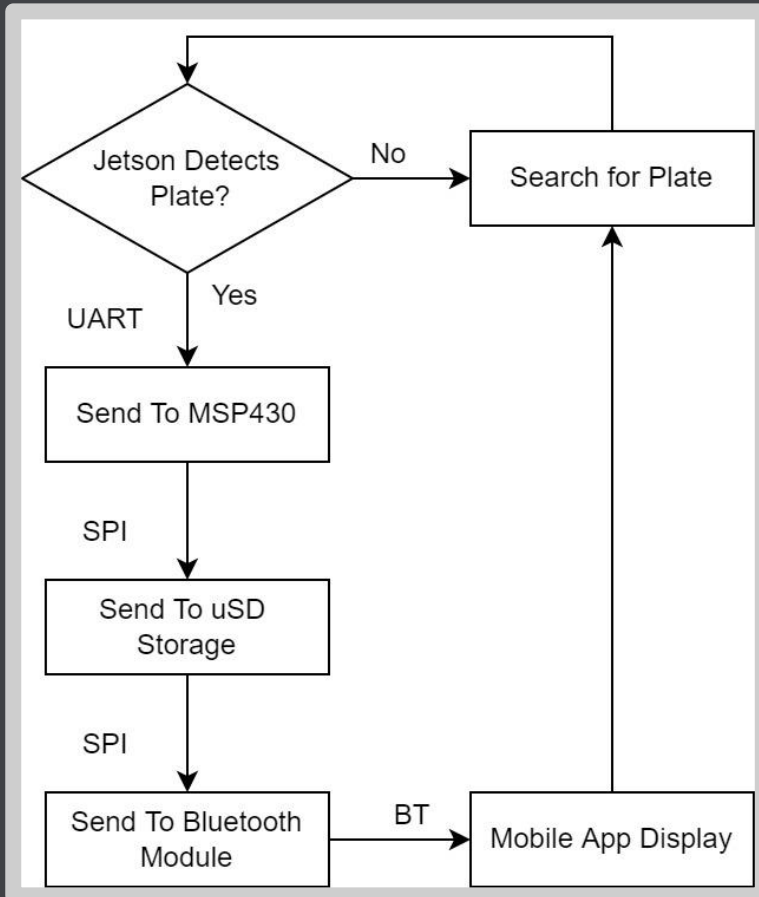 Jetson Detects
Plate?
No
Search for Plate
Yes
UART
Send To MSP430
SPI
Send To uSD
Storage
SPI
Send To Bluetooth
Module
BT
Mobile App Display